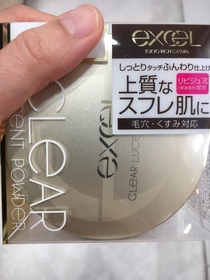 excel
TOKYO RICH CASUAL
しっとりタッチふんわり仕上げ
上質な
スフレ肌に
リピジュア
毛穴・くすみ対応
CLEAR
ENT POWDER
excel
CLEAR LUCE